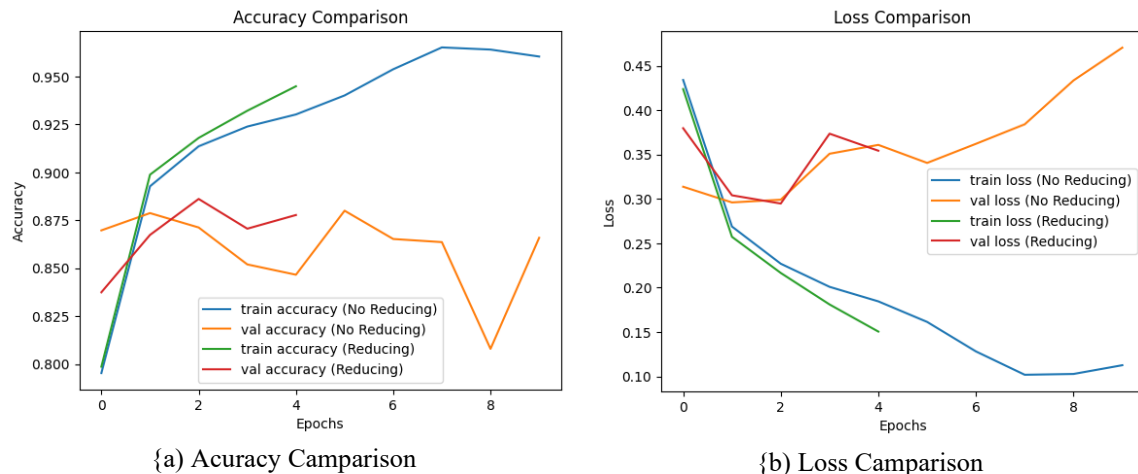 Accuracy Comparison
0.950
0.925
0.900
0.875
0.850
0.825
0.800
Accuracy
train accuracy (No Reducing)
val accuracy (No Reducing)
train accuracy (Reducing)
val accuracy (Reducing)
0 2 4 6 8
Epochs
{a) Acuracy Camparison
Loss Comparison
0.45
0.40
0.35
0.30
0.25
0.20
0.15
0.10
Loss
train loss (No Reducing)
val loss (No Reducing)
train loss (Reducing)
val loss (Reducing)
0 2 4 6 8
Epochs
{b) Loss Camparison